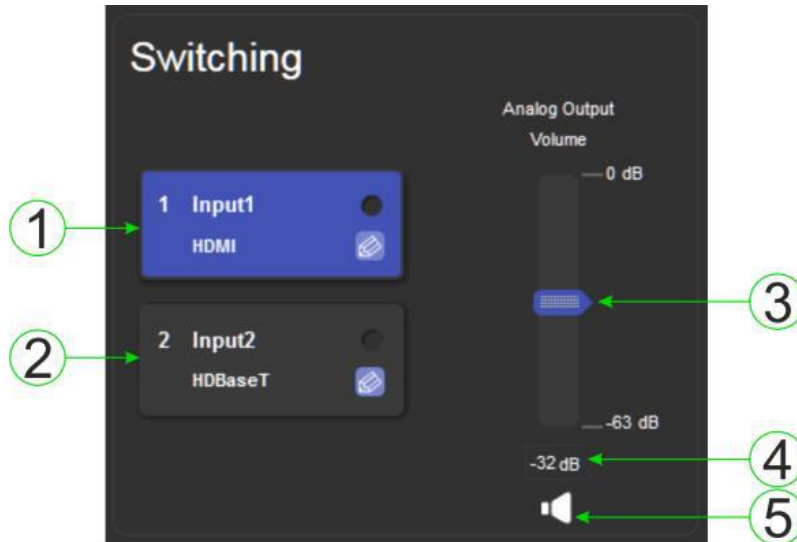 Switching
Analog Output
Volume
0 dB
1 Input1
HDMI
1
3
2 Input2
HDBaseT
2
-63 dB
-32 dB
4
5